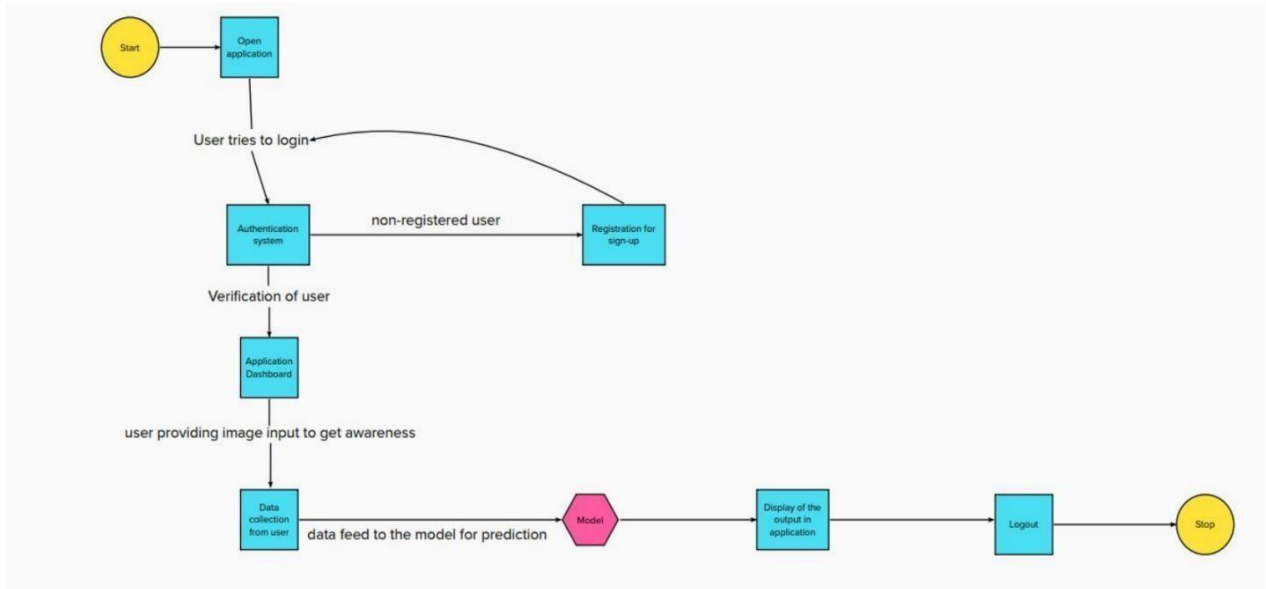 Start
Open
application
User tries to login
Authentication
system
non-registered user
Registration for
sign-up
Verification of user
Application
Dashboard
user providing image input to get awareness
Data
collection
from user
data feed to the model for prediction
Model
Display of the
output in
application
Logout
Stop